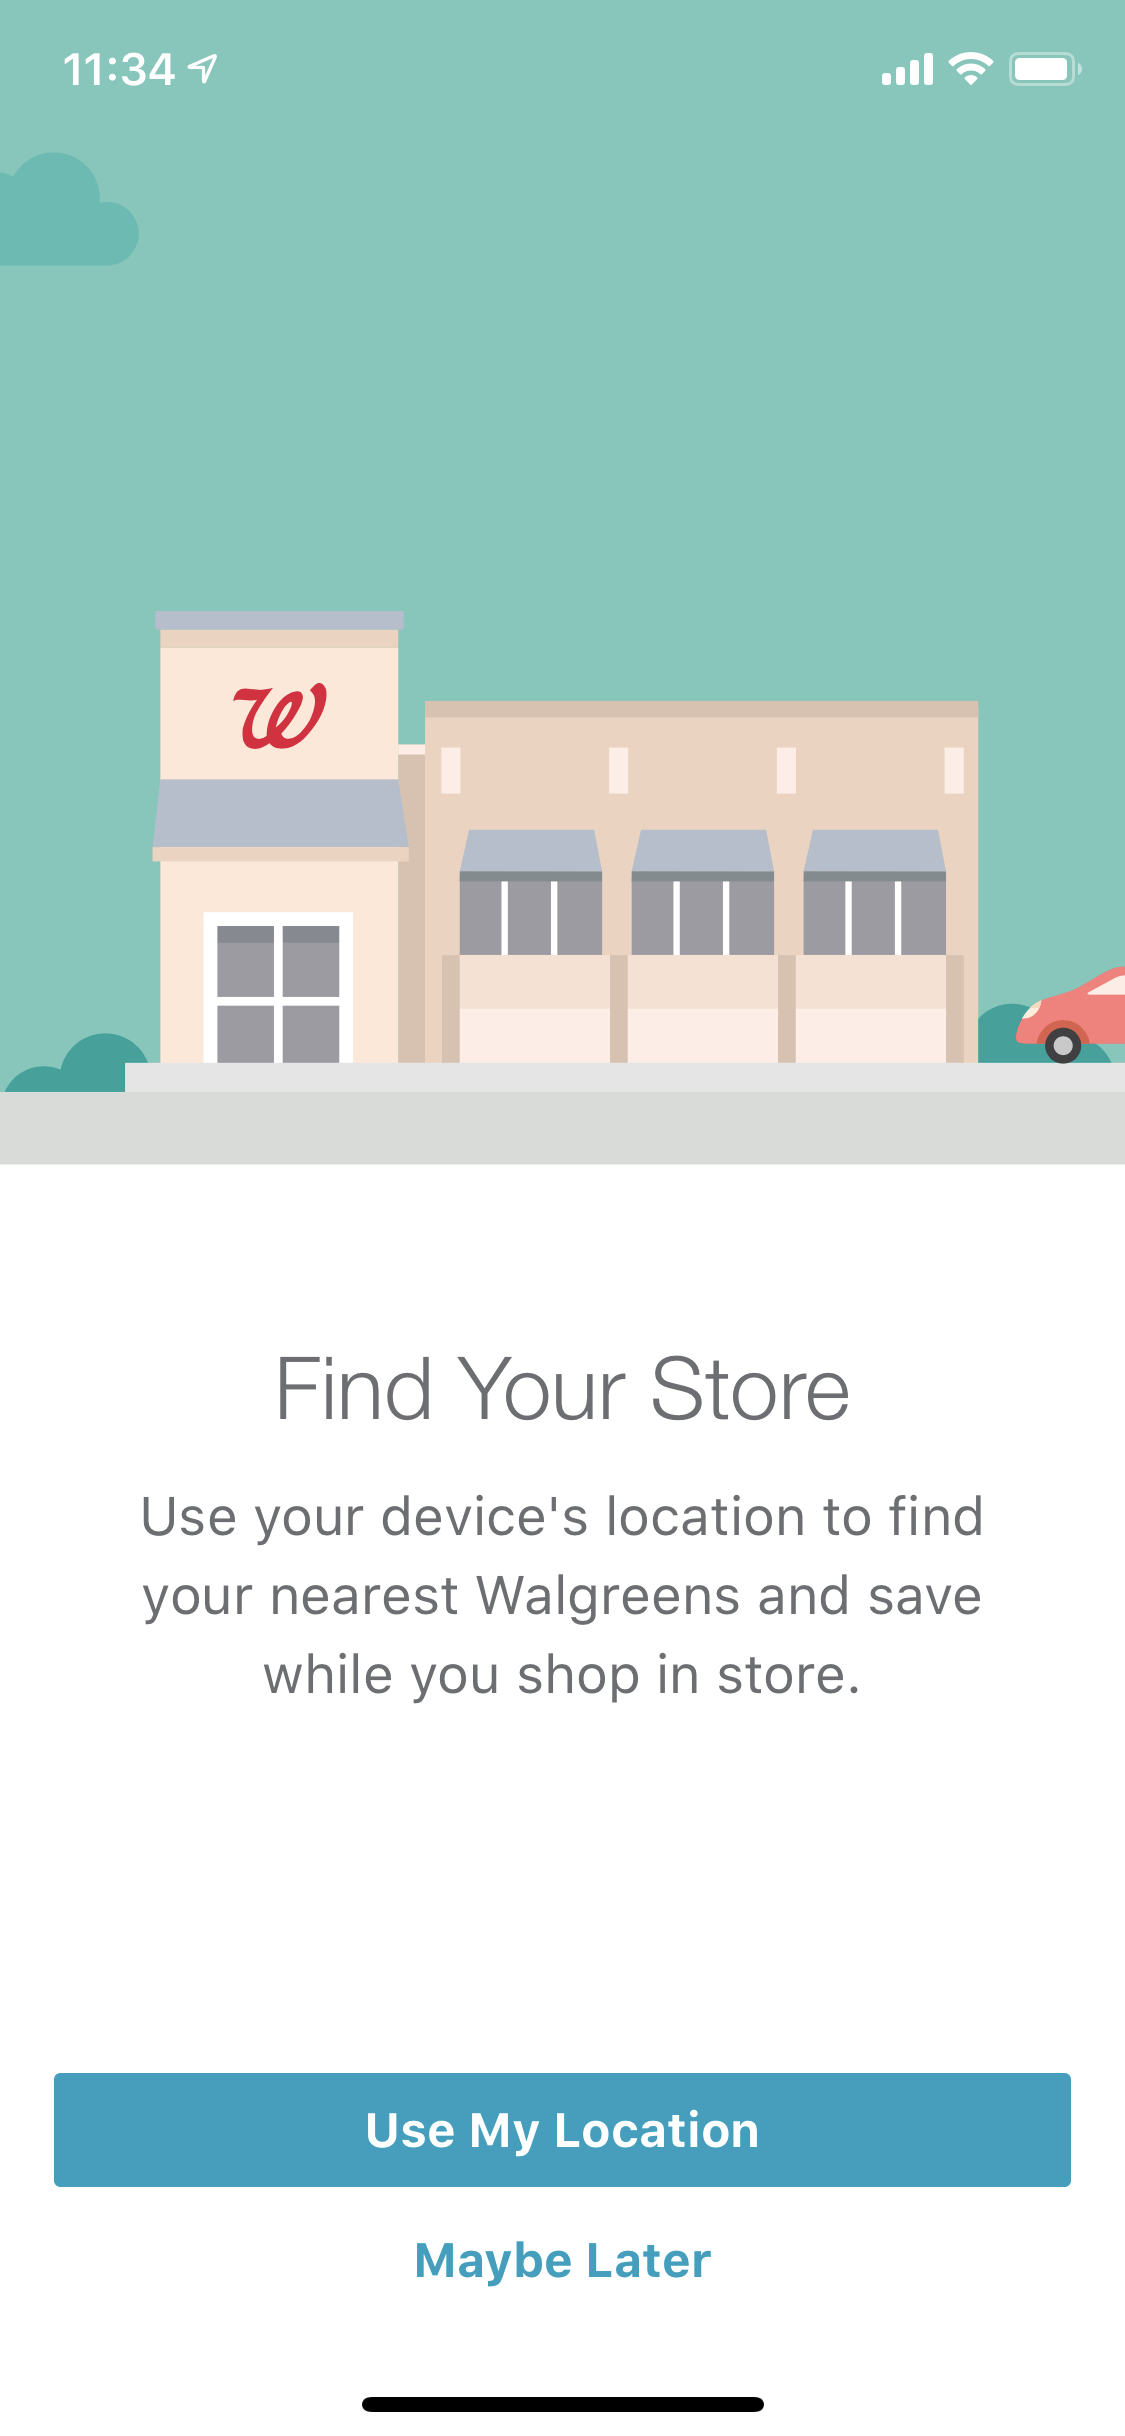 11:34
W
Find Your Store
Use your device's location to find
your nearest Walgreens and save
while you shop in store.
Use My Location
Maybe Later